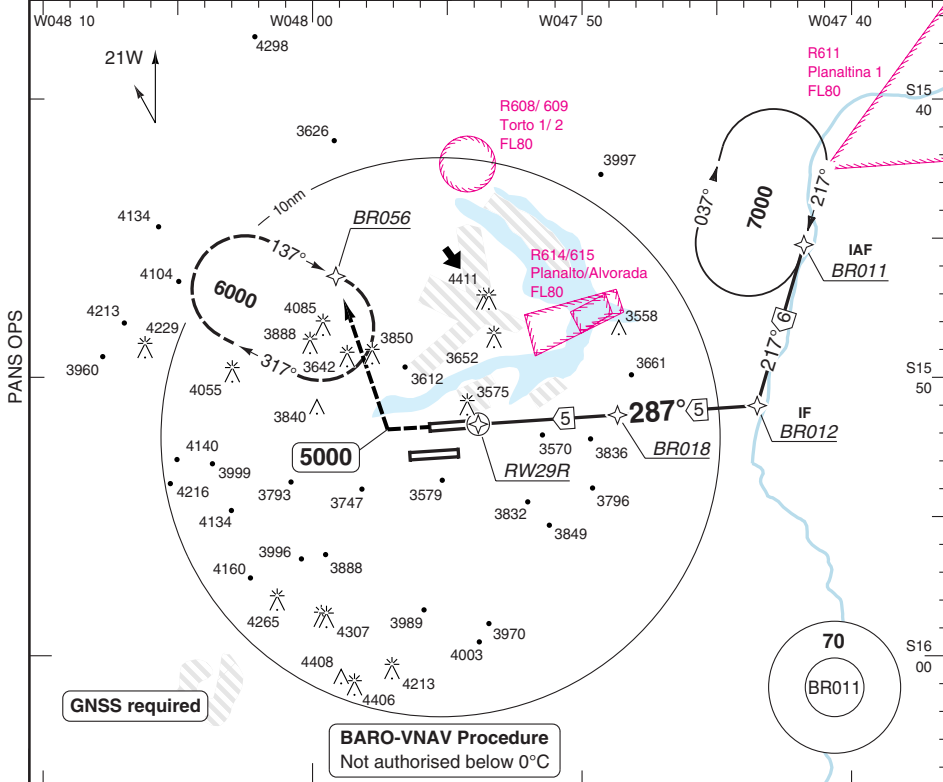 W048 10
W048 00
W047 50
W047 40
4298
21W
R611
Planaltina 1
FL80
S15
40
R608/ 609
Torto 1/ 2
FL80
3626
3997
10nm
BR056
4134
137°
037°
7000
217°
IAF
BR011
4104
6000
4411
R614/615
Planalto/Alvorada
FL80
4213
4229
4085
3888
3642
3850
3558
6
217°
PANS OPS
3960
317°
3652
4055
3612
3661
S15
50
3575
3840
5
287°
5
IF
BR012
BR018
5000
RW29R
3570
3836
4140
3999
4216
3793
3747
3579
3796
4134
3832
3849
3996
3888
4160
4265
4307
3989
3970
4003
70
BR011
S16
00
4408
4213
4406
GNSS required
BARO-VNAV Procedure
Not authorised below 0°C